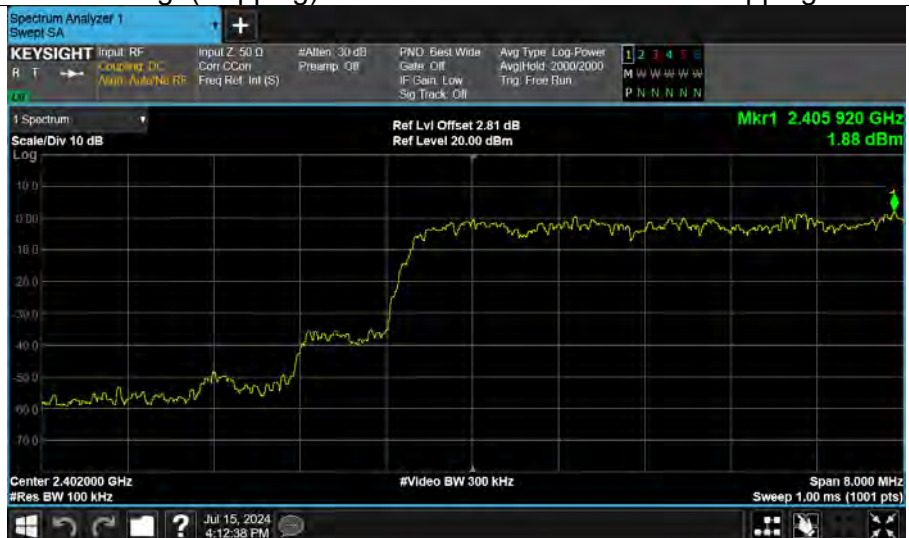 Spectrum Analyzer 1
Swept SA
+
KEYSIGHT
R T
Input: RF
Coupling: DC
Align: Auto/No RF
Input Z: 50 Ω
Corr CCorr
Freq Ref: Int (S)
#Atten: 30 dB
Preamp: Off
PNO: Best Wide
Gate: Off
IF Gain: Low
Sig Track: Off
Avg Type: Log-Power
Avg|Hold: 2000/2000
Trig: Free Run
1 2 3 4 5 6
M W W W W W
P N N N N N
1 Spectrum
Scale/Div 10 dB
Log
Ref Lvl Offset 2.81 dB
Ref Level 20.00 dBm
Mkr1 2.405 920 GHz
1.88 dBm
10.0
0.00
-10.0
-20.0
-30.0
-40.0
-50.0
-60.0
-70.0
1
Center 2.402000 GHz
#Res BW 100 kHz
#Video BW 300 kHz
Span 8.000 MHz
Sweep 1.00 ms (1001 pts)
?
Jul 15, 2024
4:12:38 PM